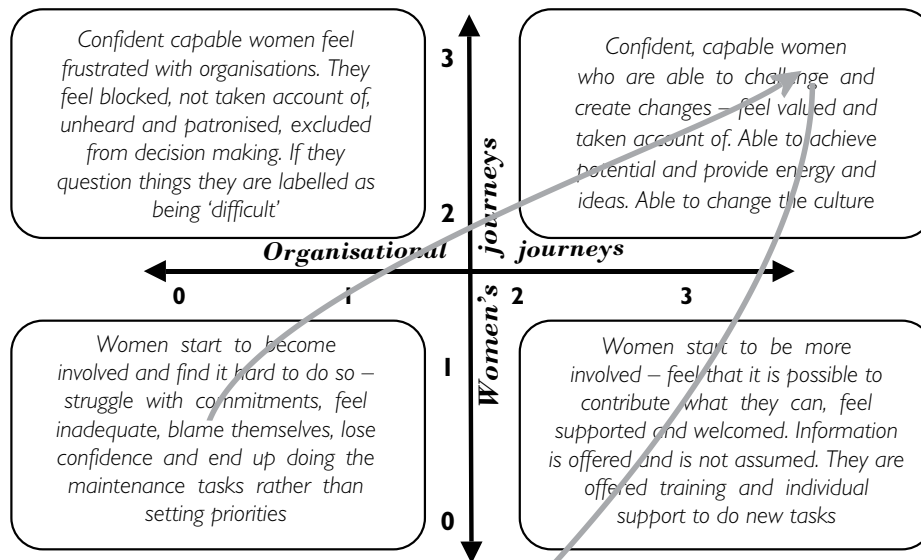 Confident capable women feel
frustrated with organisations. They
feel blocked, not taken account of,
unheard and patronised, excluded
from decision making. If they
question things they are labelled as
being ‘difficult’
3
2
Confident, capable women
who are able to challenge and
create changes – feel valued and
taken account of. Able to achieve
potential and provide energy and
ideas. Able to change the culture
Organisational journeys
Women's journeys
0 1 2 3
Women start to become
involved and find it hard to do so –
struggle with commitments, feel
inadequate, blame themselves, lose
confidence and end up doing the
maintenance tasks rather than
setting priorities
1
0
Women start to be more
involved – feel that it is possible to
contribute what they can, feel
supported and welcomed. Information
is offered and is not assumed. They are
offered training and individual
support to do new tasks